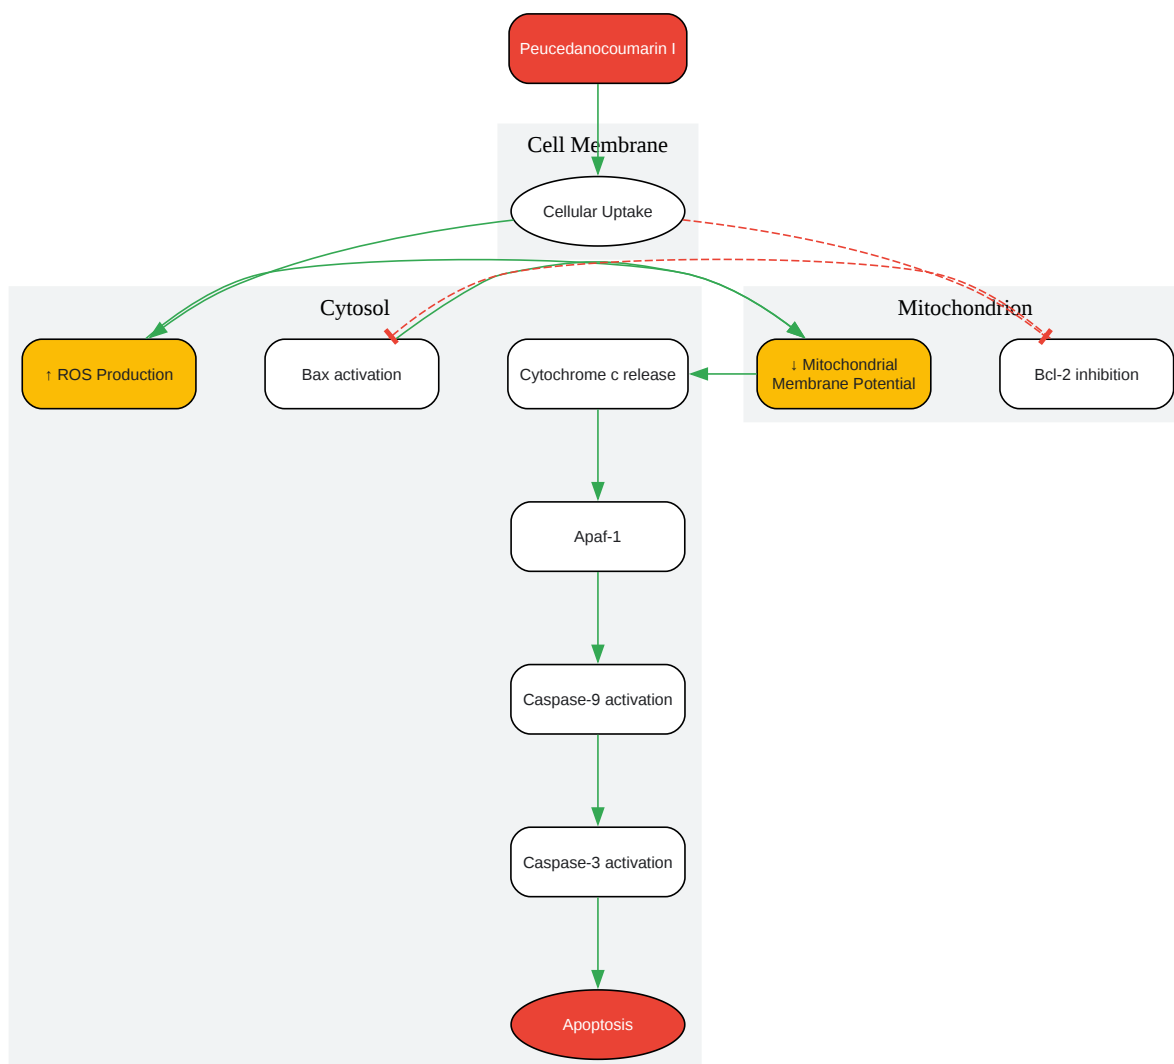 Peucedanocoumarin I
Cell Membrane
Cellular Uptake
Cytosol
Mitochondrion
↑ ROS Production
Bax activation
Cytochrome c release
↓ Mitochondrial
Membrane Potential
Bcl-2 inhibition
Apaf-1
Caspase-9 activation
Caspase-3 activation
Apoptosis